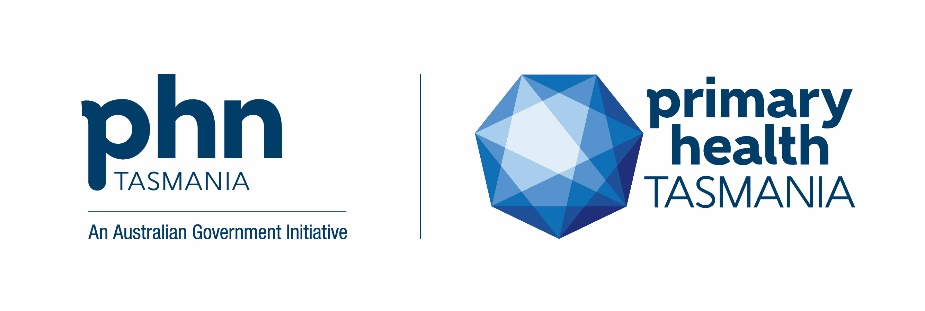 phn
TASMANIA
An Australian Government Initiative
primary
health
TASMANIA